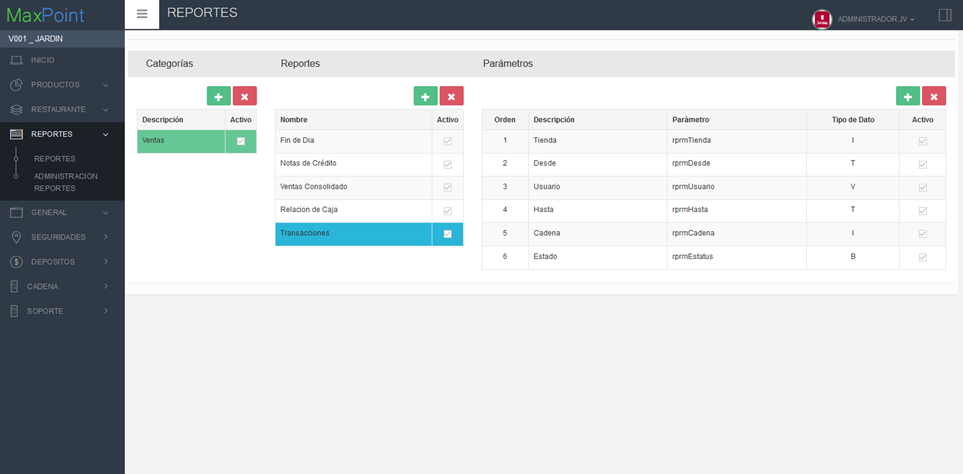 MaxPoint
REPORTES
ADMINISTRADOR JV
V001 _ JARDIN
INICIO
PRODUCTOS
RESTAURANTE
REPORTES
REPORTES
ADMINISTRACION
REPORTES
GENERAL
SEGURIDADES
DEPOSITOS
CADENA
SOPORTE
Categorías
Reportes
Parámetros
Descripción Activo
Ventas
Nombre Activo
Fin de Dia
Notas de Crédito
Ventas Consolidado
Relacion de Caja
Transacciones
Orden Descripción Parámetro Tipo de Dato Activo
1 Tienda rprmTienda I
2 Desde rprmDesde T
3 Usuario rprmUsuario V
4 Hasta rprmHasta T
5 Cadena rprmCadena I
6 Estado rprmEstatus B